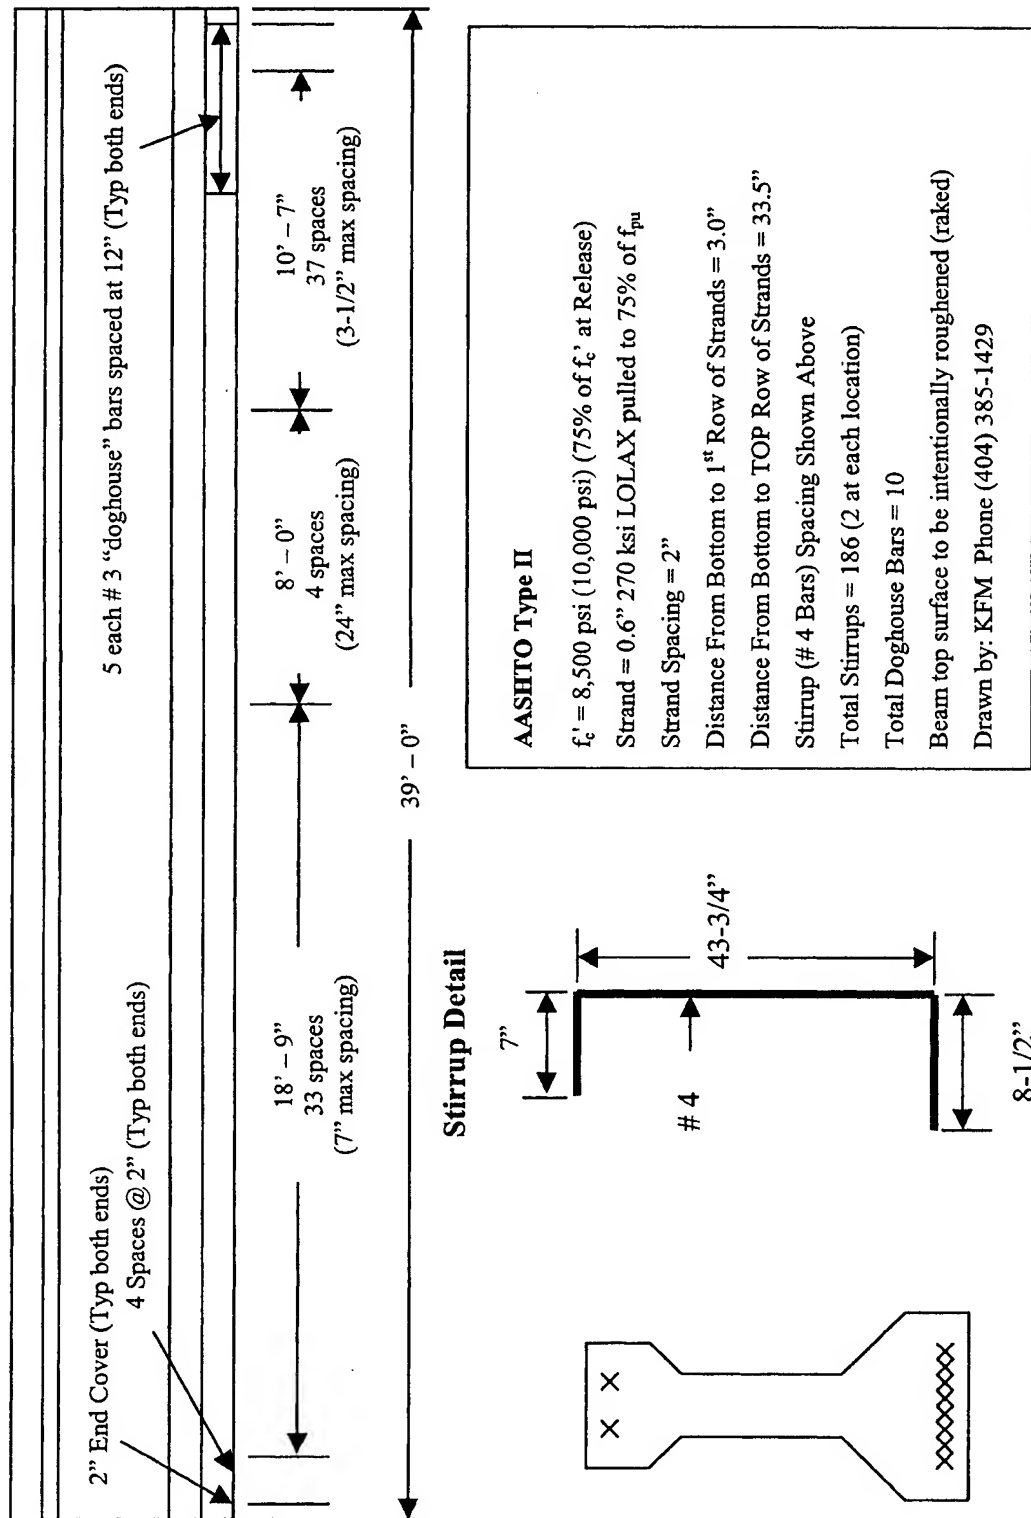 5 each # 3 “doghouse” bars spaced at 12” (Typ both ends)
2” End Cover (Typ both ends)
4 Spaces @ 2” (Typ both ends)
18’ – 9”
33 spaces
(7” max spacing)
8’ – 0”
4 spaces
(24” max spacing)
10’ – 7”
37 spaces
(3-1/2” max spacing)
39’ – 0”
Stirrup Detail
7”
# 4
43-3/4”
8-1/2”
AASHTO Type II
fc' = 8,500 psi (10,000 psi) (75% of fc’ at Release)
Strand = 0.6” 270 ksi LOLAX pulled to 75% of fpu
Strand Spacing = 2”
Distance From Bottom to 1st Row of Strands = 3.0”
Distance From Bottom to TOP Row of Strands = 33.5”
Stirrup (# 4 Bars) Spacing Shown Above
Total Stirrups = 186 (2 at each location)
Total Doghouse Bars = 10
Beam top surface to be intentionally roughened (raked)
Drawn by: KFM Phone (404) 385-1429